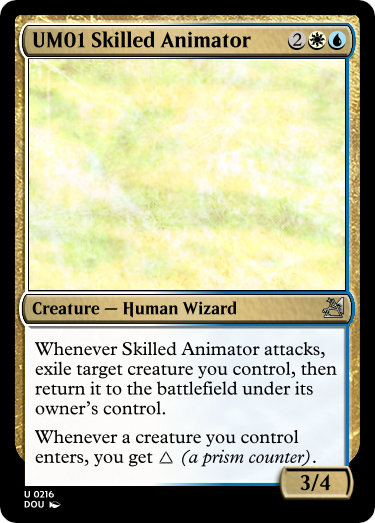 UM01 Skilled Animator 2
Creature — Human Wizard
Whenever Skilled Animator attacks,
exile target creature you control, then
return it to the battlefield under its
owner's control.
Whenever a creature you control
enters, you get △ (a prism counter).
3/4
U 0216
DOU